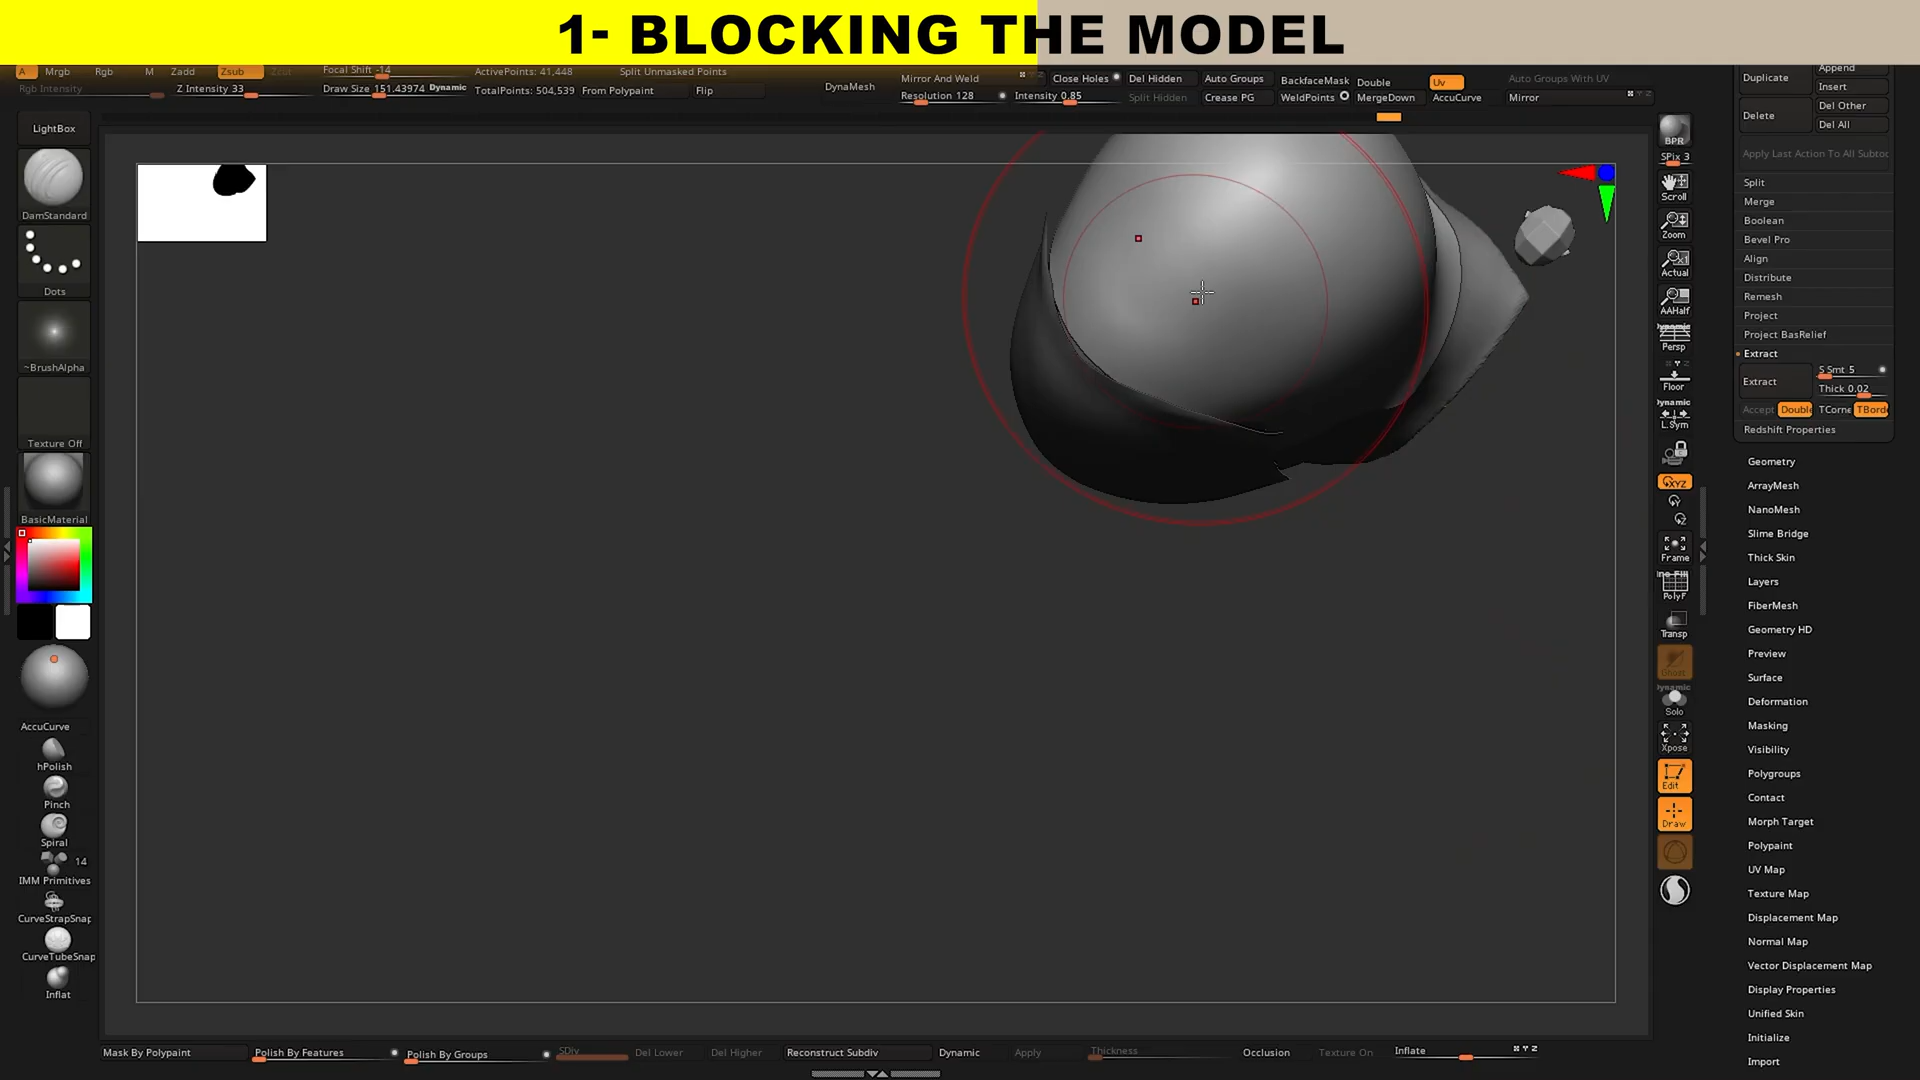 1- BLOCKING THE MODEL
A Mrgb Rgb M Zadd Zsub Zcut Focal Shift -14 ActivePoints: 41,448 Split Unmasked Points
Rgb Intensity Z Intensity 33 Draw Size 151.43974 Dynamic TotalPoints: 504,539 From Polypaint Flip
DynaMesh Mirror And Weld Close Holes Del Hidden Auto Groups BackfaceMask Double Uv Auto Groups With UV
Resolution 128 Intensity 0.85 Split Hidden Crease PG WeldPoints MergeDown AccuCurve Mirror
LightBox
DamStandard
Dots
~BrushAlpha
Texture Off
BasicMaterial
AccuCurve
hPolish
Pinch
Spiral
14
IMM Primitives
CurveStrapSnap
CurveTubeSnap
Inflat
BPR
SPix 3
Scroll
Zoom
Actual
AAHalf
Dynamic
Persp
Floor
Dynamic
L.Sym
XYZ
Frame
PolyF
Transp
Ghost
Dynamic
Solo
Xpose
Edit
Draw
Duplicate Append
Insert
Delete Del Other
Del All
Apply Last Action To All Subtoc
Split
Merge
Boolean
Bevel Pro
Align
Distribute
Remesh
Project
Project BasRelief
Extract
Extract S Smt 5
Thick 0.02
Accept Double TCorne TBorde
Redshift Properties
Geometry
ArrayMesh
NanoMesh
Slime Bridge
Thick Skin
Layers
FiberMesh
Geometry HD
Preview
Surface
Deformation
Masking
Visibility
Polygroups
Contact
Morph Target
Polypaint
UV Map
Texture Map
Displacement Map
Normal Map
Vector Displacement Map
Display Properties
Unified Skin
Initialize
Import
Mask By Polypaint Polish By Features Polish By Groups SDiv Del Lower Del Higher Reconstruct Subdiv Dynamic Apply Thickness Occlusion Texture On Inflate